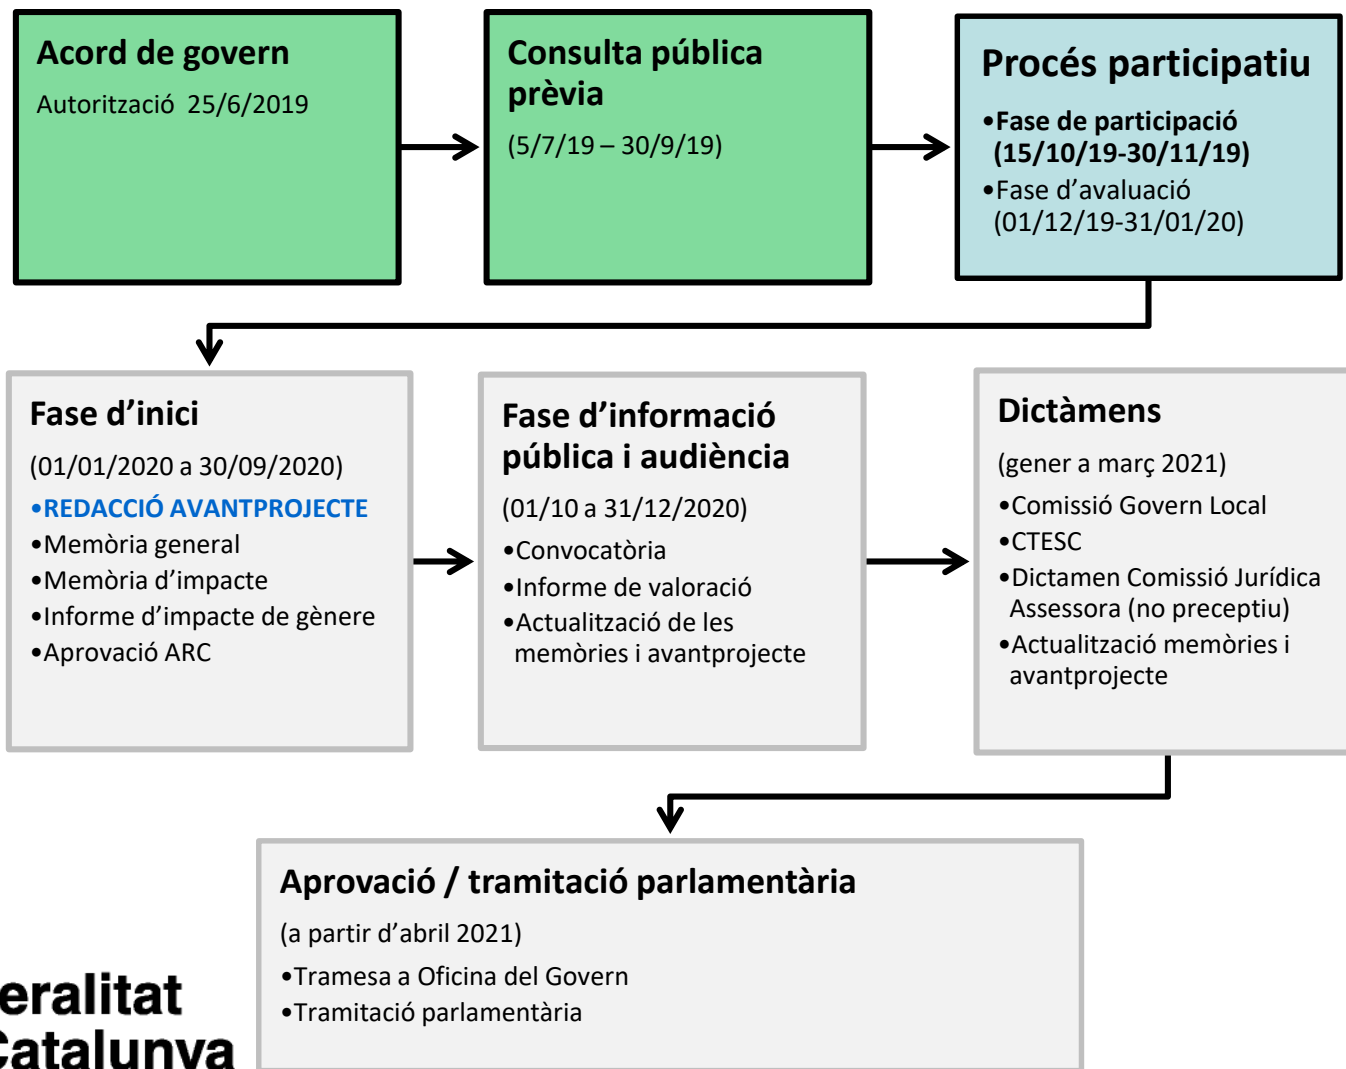 Acord de govern
Autorització 25/6/2019
Consulta pública
prèvia
(5/7/19 – 30/9/19)
Procés participatiu
•Fase de participació
(15/10/19-30/11/19)
•Fase d’avaluació
(01/12/19-31/01/20)
Fase d’inici
(01/01/2020 a 30/09/2020)
•REDACCIÓ AVANTPROJECTE
•Memòria general
•Memòria d’impacte
•Informe d’impacte de gènere
•Aprovació ARC
Fase d’informació
pública i audiència
(01/10 a 31/12/2020)
•Convocatòria
•Informe de valoració
•Actualització de les
memòries i avantprojecte
Dictàmens
(gener a març 2021)
•Comissió Govern Local
•CTESC
•Dictamen Comissió Jurídica
Assessora (no preceptiu)
•Actualització memòries i
avantprojecte
Aprovació / tramitació parlamentària
(a partir d’abril 2021)
•Tramesa a Oficina del Govern
•Tramitació parlamentària
eralitat
Catalunya